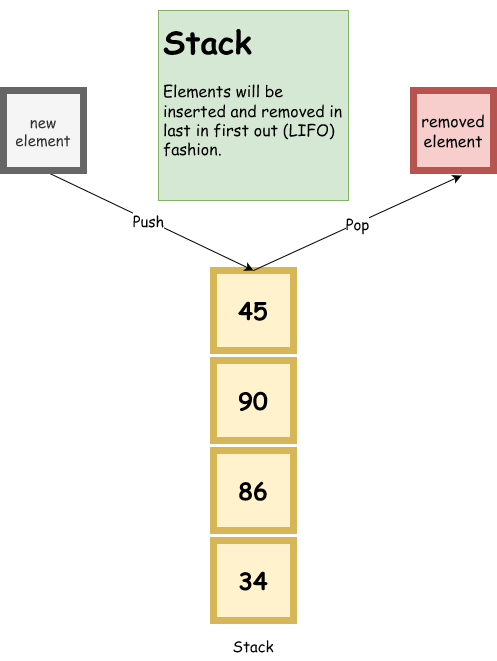 Stack
Elements will be
inserted and removed in
last in first out (LIFO)
fashion.
new
element
removed
element
Push
Pop
45
90
86
34
Stack